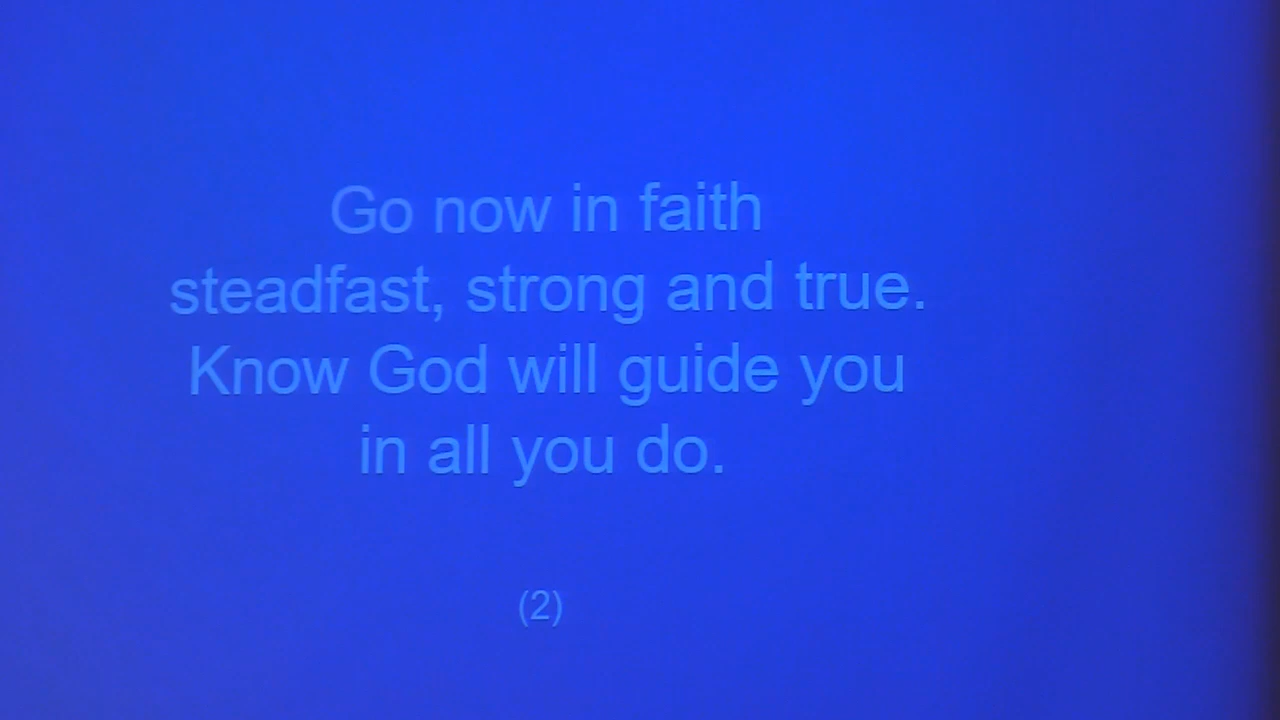 Go now in faith
steadfast, strong and true.
Know God will guide you
in all you do.
(2)